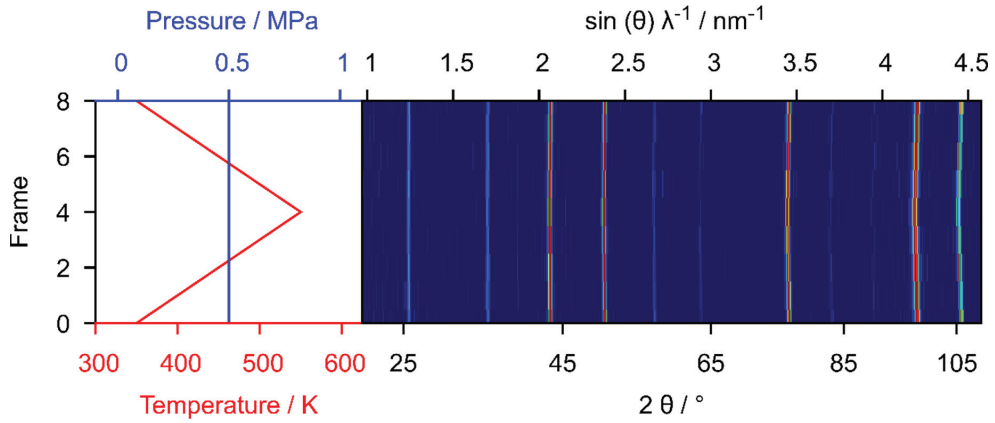 Pressure / MPa
sin (θ) λ⁻¹ / nm⁻¹
0 0.5 1 1 1.5 2 2.5 3 3.5 4 4.5
8
6
Frame
4
2
0
300 400 500 600 25 45 65 85 105
Temperature / K
2 θ / °